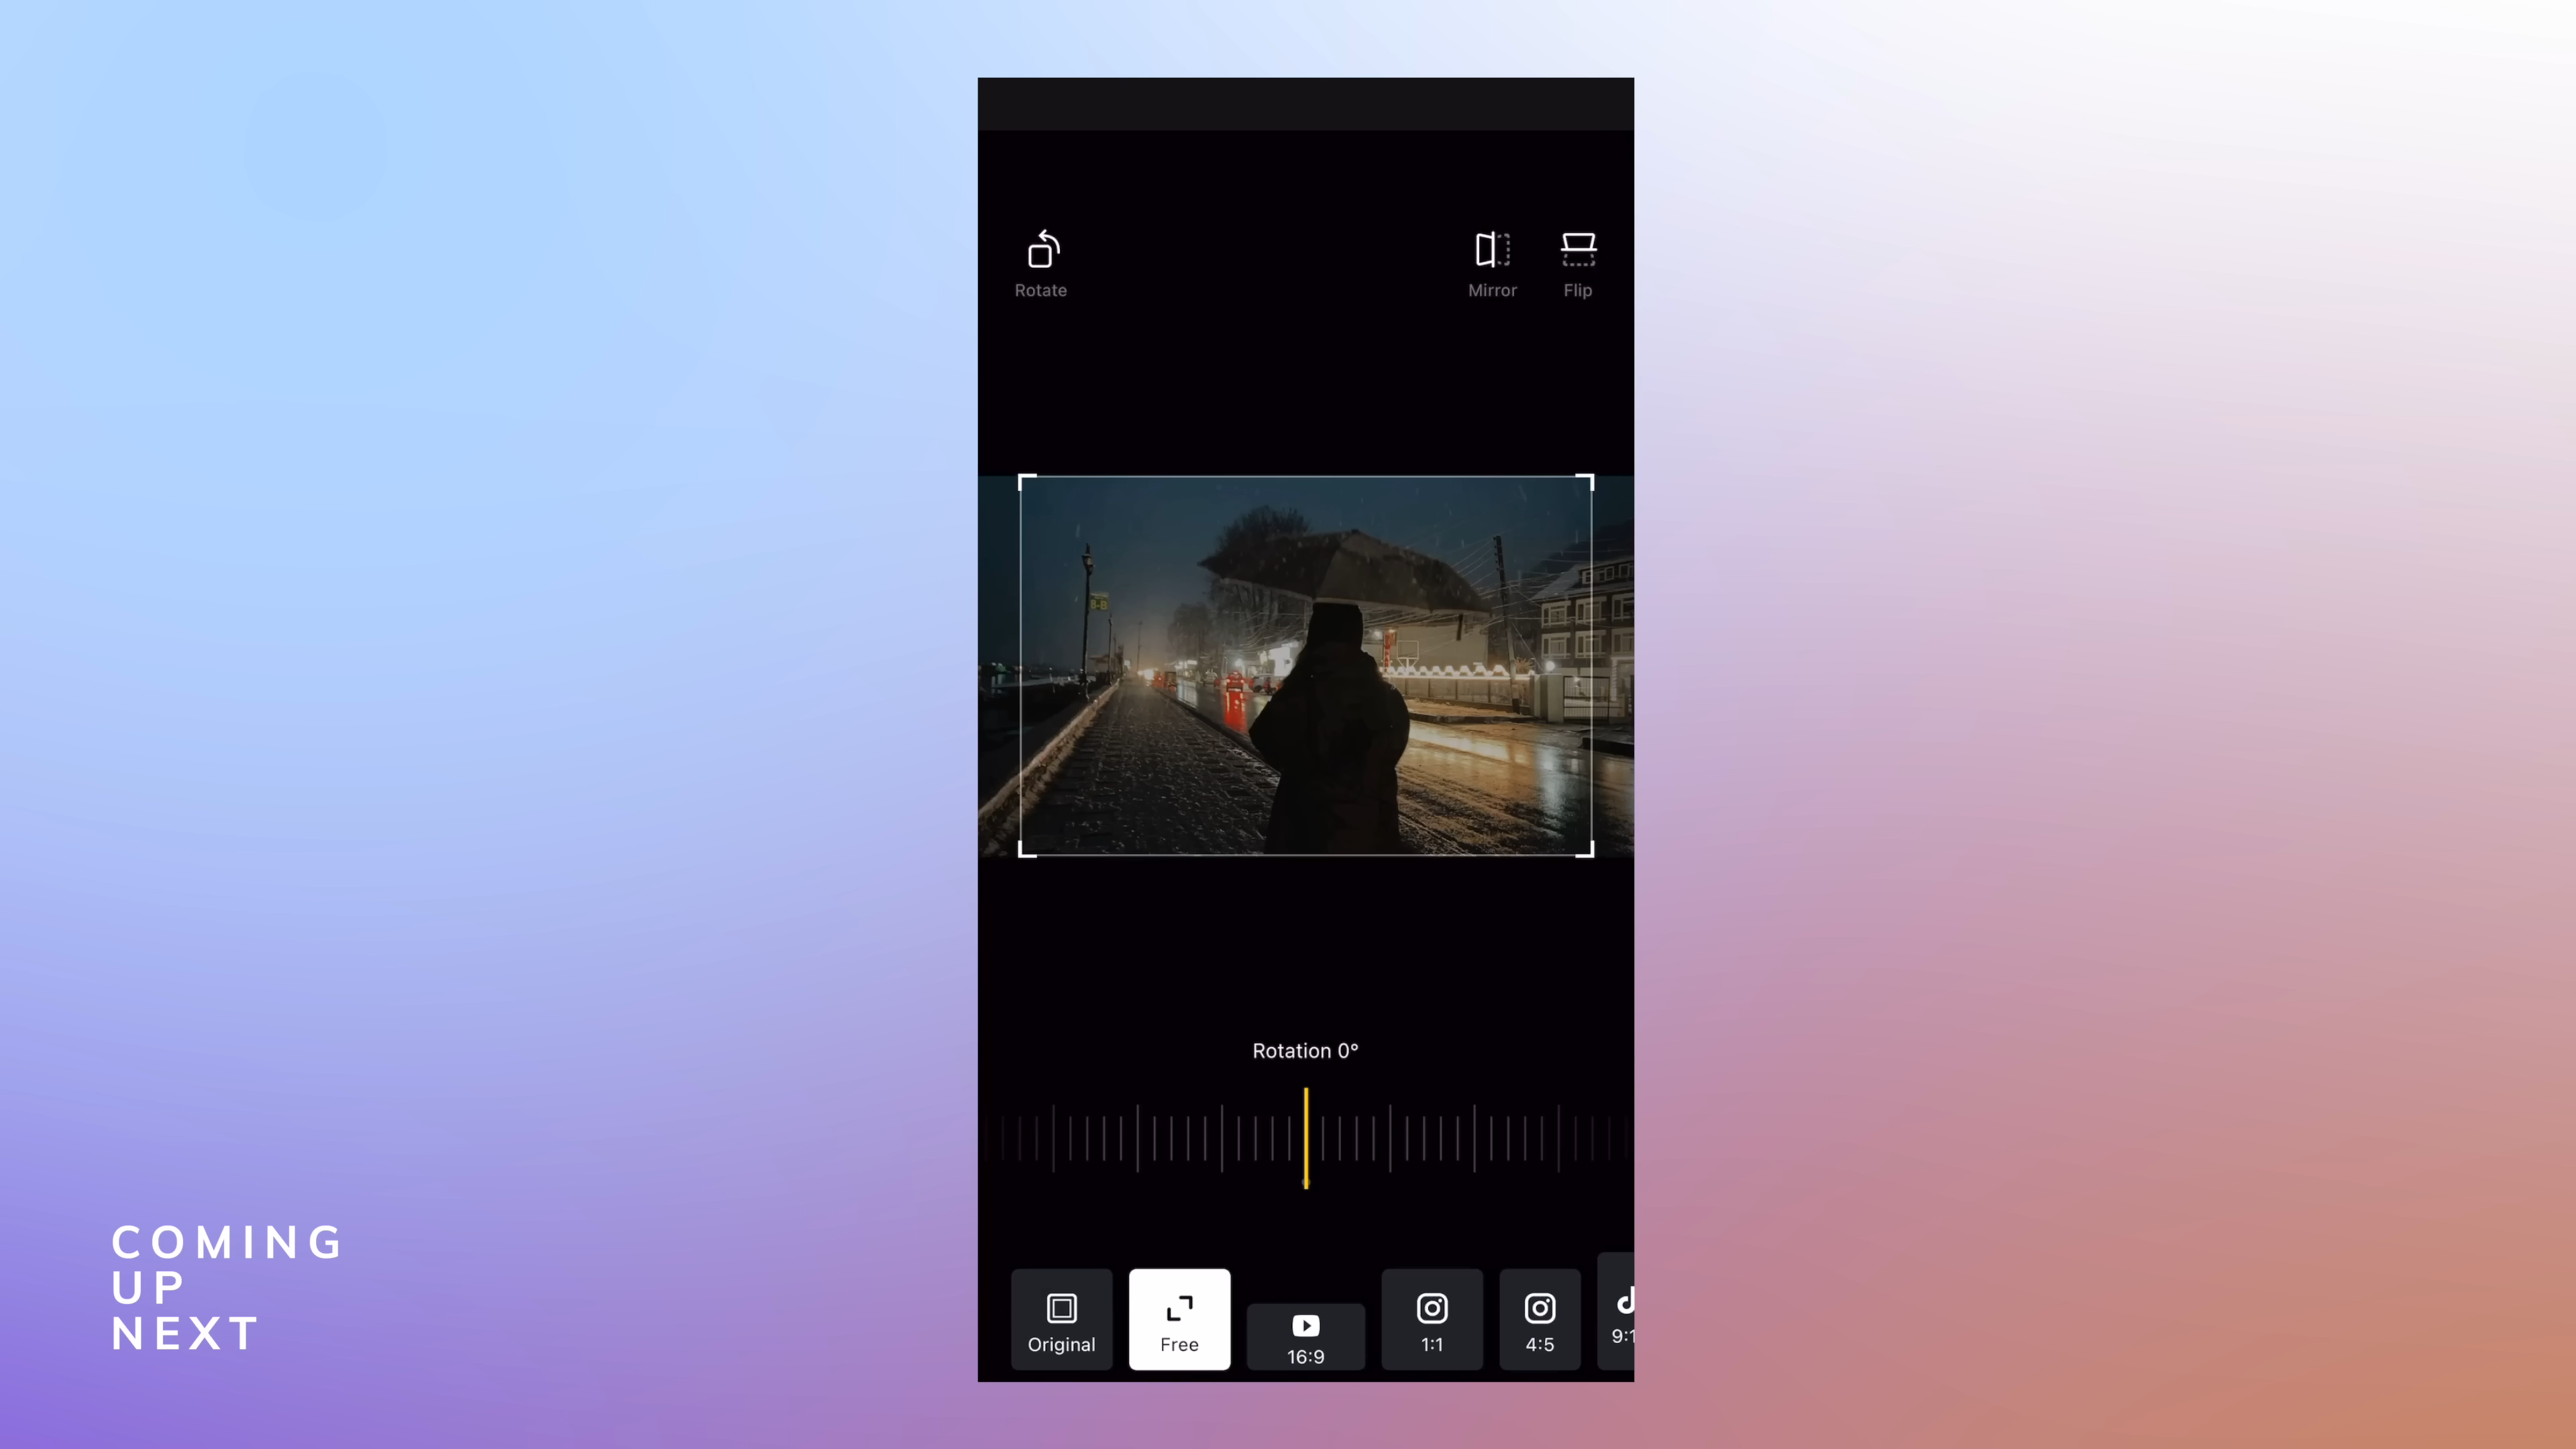 Rotate
Mirror
Flip
B-B
Rotation 0°
Original
Free
16:9
1:1
4:5
COMING
UP
NEXT